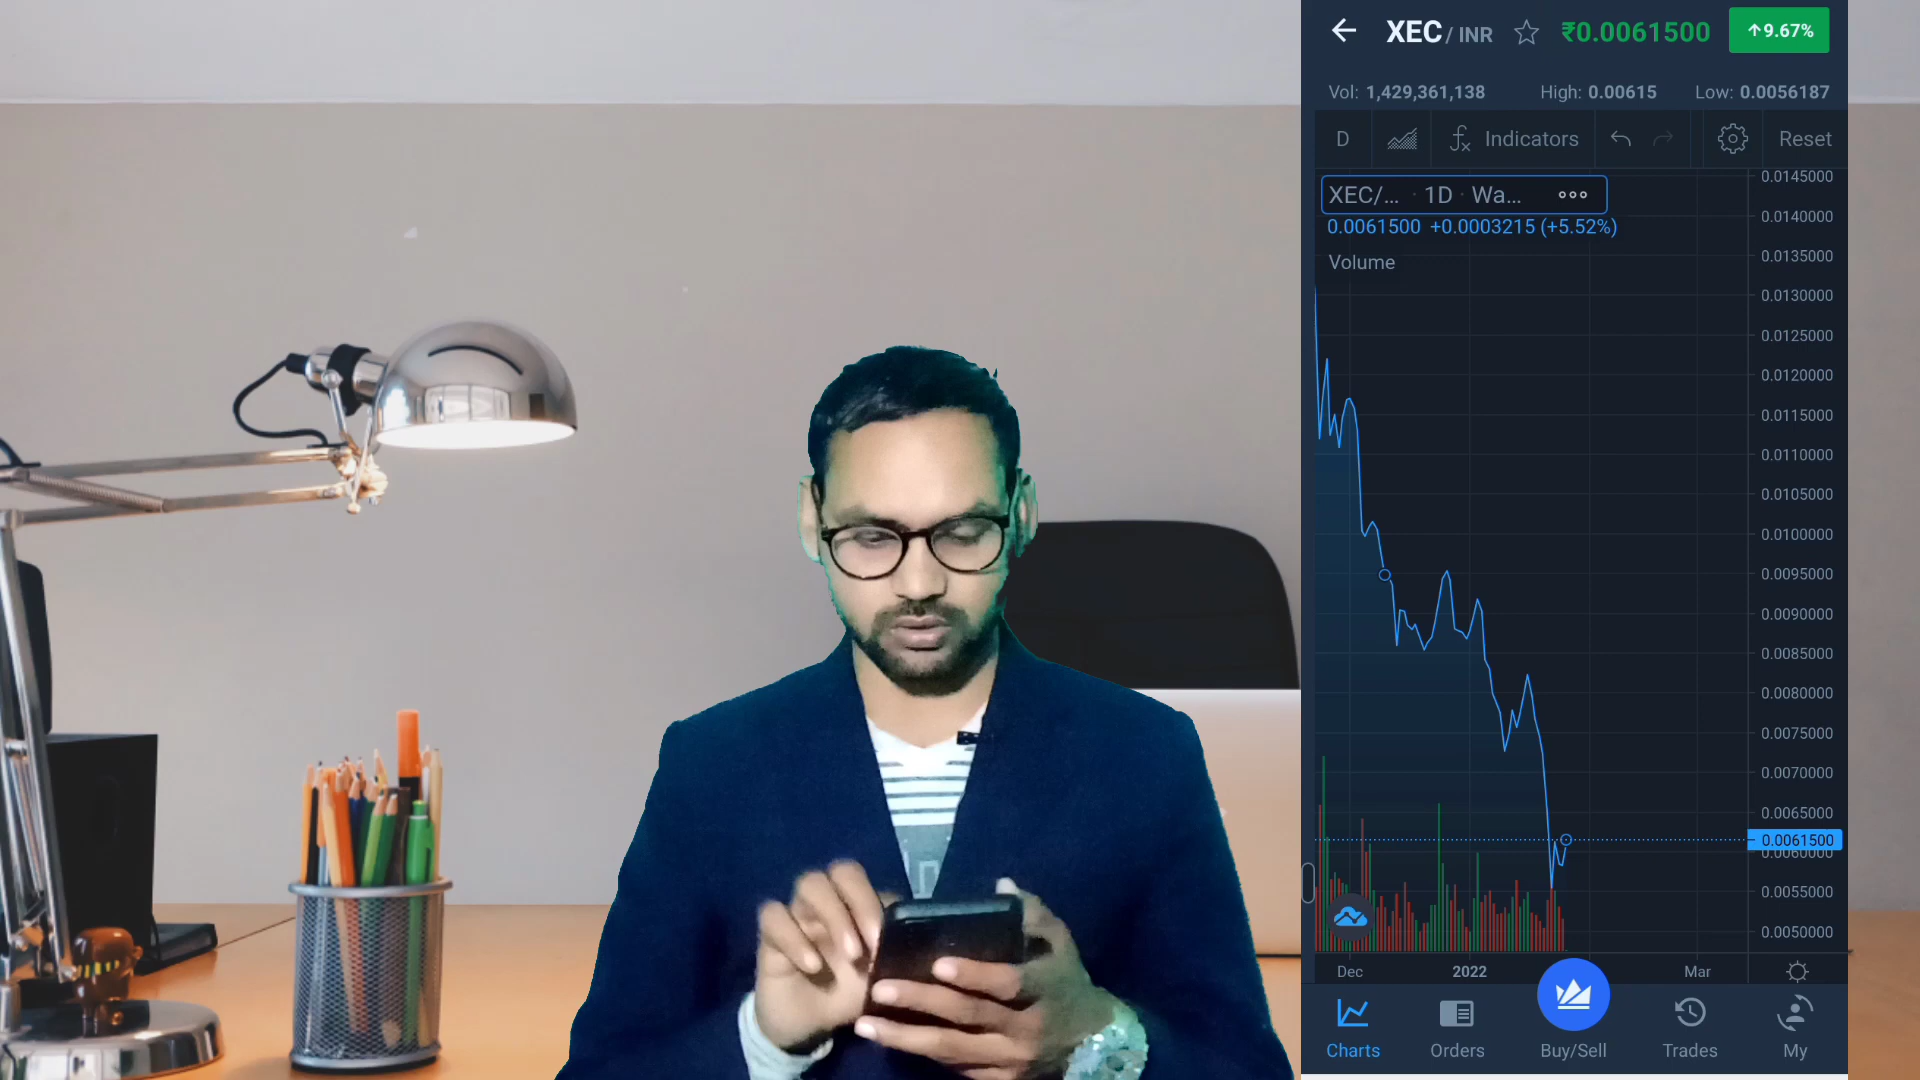 XEC / INR ₹0.0061500 ↑9.67%
Vol: 1,429,361,138 High: 0.00615 Low: 0.0056187
D Indicators Reset
XEC/... · 1D · Wa...
0.0061500 +0.0003215 (+5.52%)
Volume
0.0145000
0.0140000
0.0135000
0.0130000
0.0125000
0.0120000
0.0115000
0.0110000
0.0105000
0.0100000
0.0095000
0.0090000
0.0085000
0.0080000
0.0075000
0.0070000
0.0065000
0.0061500
0.0060000
0.0055000
0.0050000
Dec 2022 Mar
Charts Orders Buy/Sell Trades My